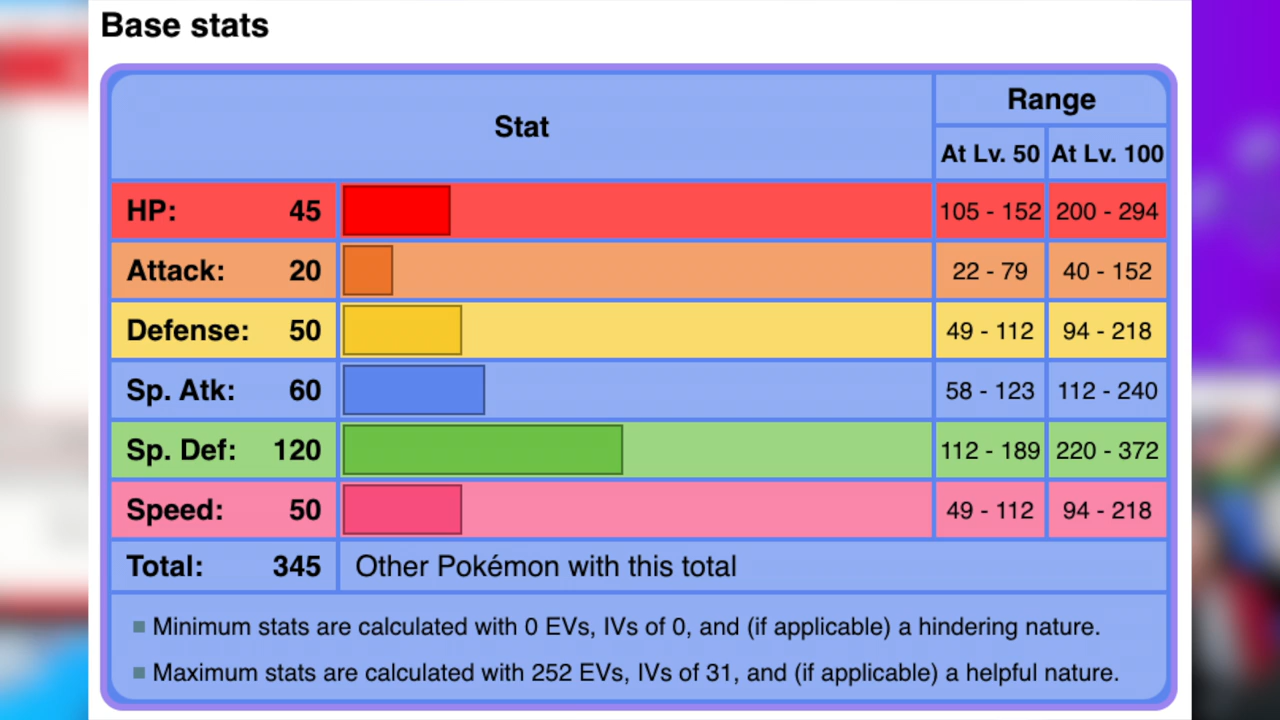 Base stats
Stat
Range
At Lv. 50 At Lv. 100
HP: 45 105 - 152 200 - 294
Attack: 20 22 - 79 40 - 152
Defense: 50 49 - 112 94 - 218
Sp. Atk: 60 58 - 123 112 - 240
Sp. Def: 120 112 - 189 220 - 372
Speed: 50 49 - 112 94 - 218
Total: 345 Other Pokémon with this total
Minimum stats are calculated with 0 EVs, IVs of 0, and (if applicable) a hindering nature.
Maximum stats are calculated with 252 EVs, IVs of 31, and (if applicable) a helpful nature.